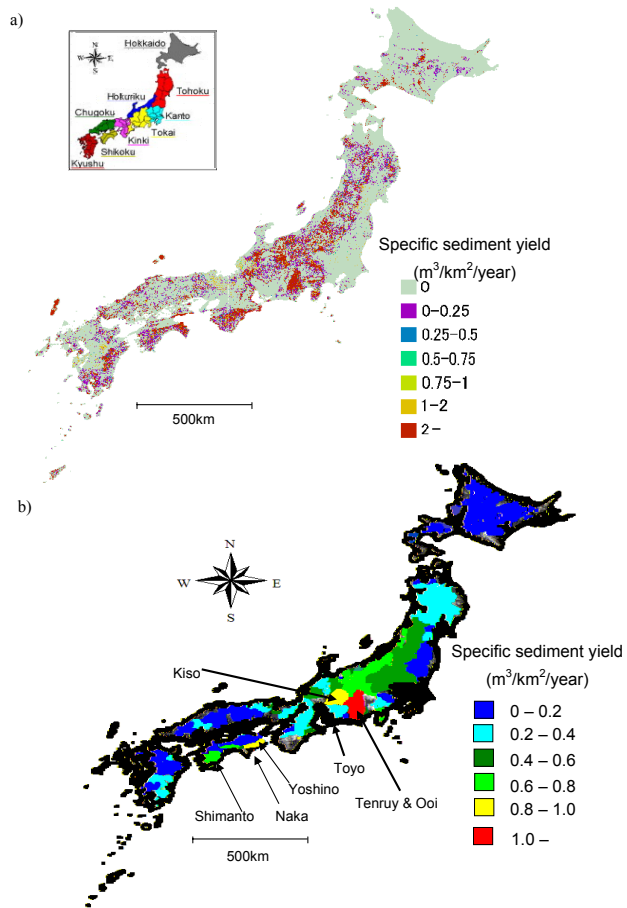 a)
N
W E
S
Hokkaido
Tohoku
Hokuriku
Chugoku
Kanto
Tokai
Kinki
Shikoku
Kyushu
Specific sediment yield
(m³/km²/year)
0
0-0.25
0.25-0.5
0.5-0.75
0.75-1
1-2
2-
500km
b)
N
W E
S
Kiso
Specific sediment yield
(m³/km²/year)
0 – 0.2
0.2 – 0.4
0.4 – 0.6
0.6 – 0.8
0.8 – 1.0
1.0 –
Toyo
Yoshino
Tenruy & Ooi
Naka
Shimanto
500km